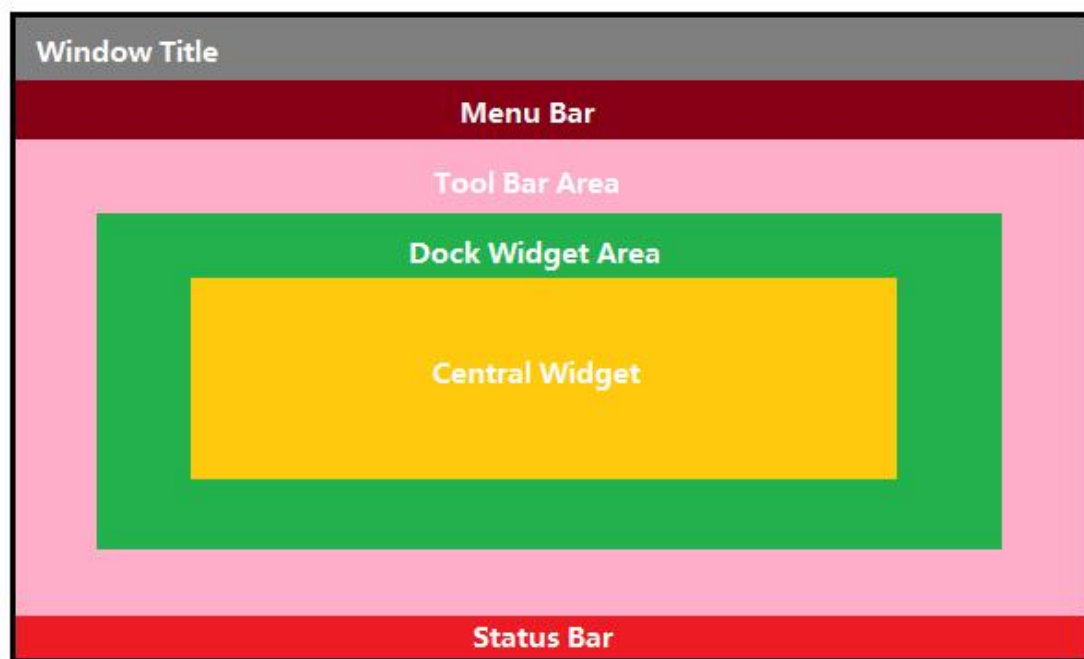 Window Title
Menu Bar
Tool Bar Area
Dock Widget Area
Central Widget
Status Bar